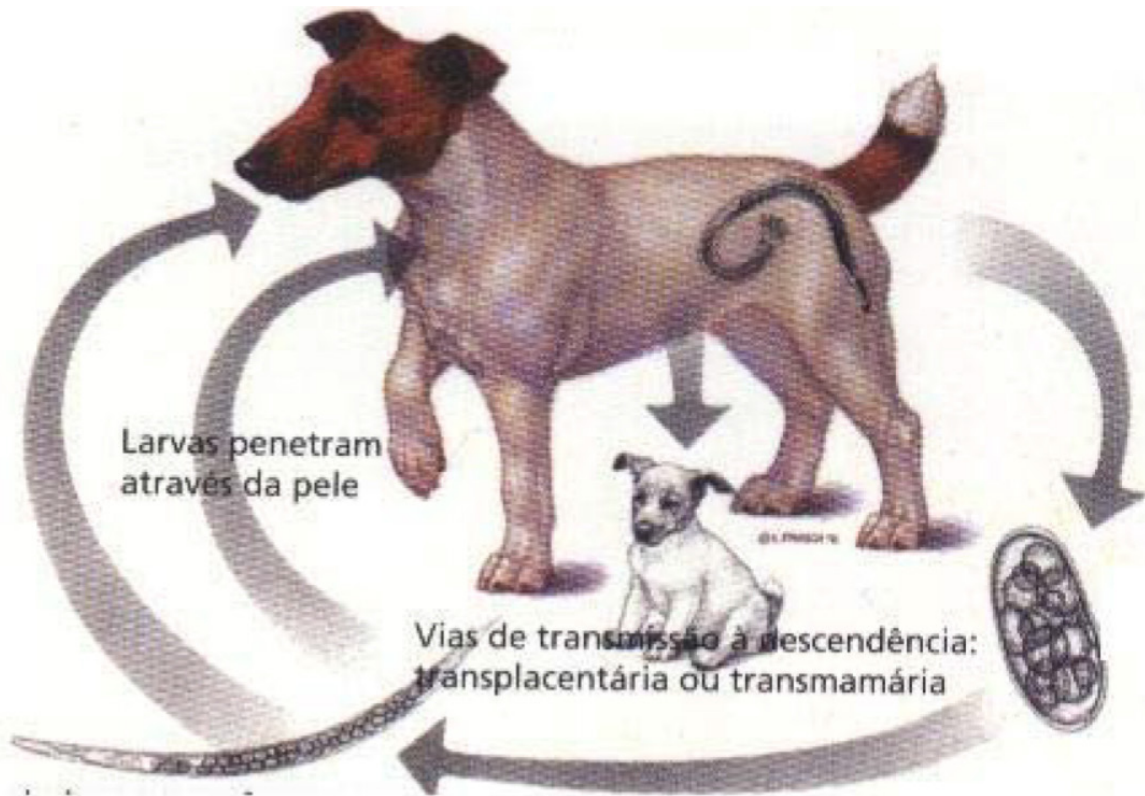 Larvas penetram
através da pele
Vias de transmissão à descendência:
transplacentária ou transmamária